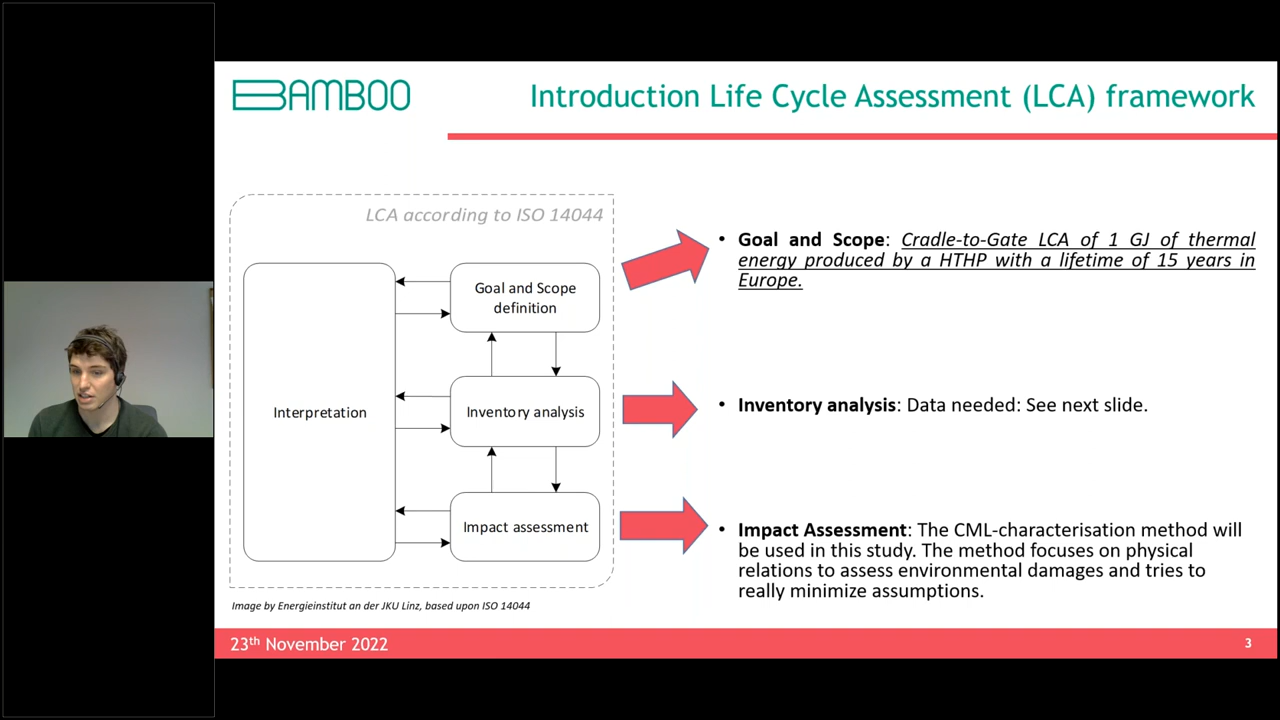 BAMBOO
Introduction Life Cycle Assessment (LCA) framework
LCA according to ISO 14044
Interpretation
Goal and Scope
definition
Inventory analysis
Impact assessment
Image by Energieinstitut an der JKU Linz, based upon ISO 14044
• Goal and Scope: Cradle-to-Gate LCA of 1 GJ of thermal
energy produced by a HTHP with a lifetime of 15 years in
Europe.
• Inventory analysis: Data needed: See next slide.
• Impact Assessment: The CML-characterisation method will
be used in this study. The method focuses on physical
relations to assess environmental damages and tries to
really minimize assumptions.
23th November 2022
3